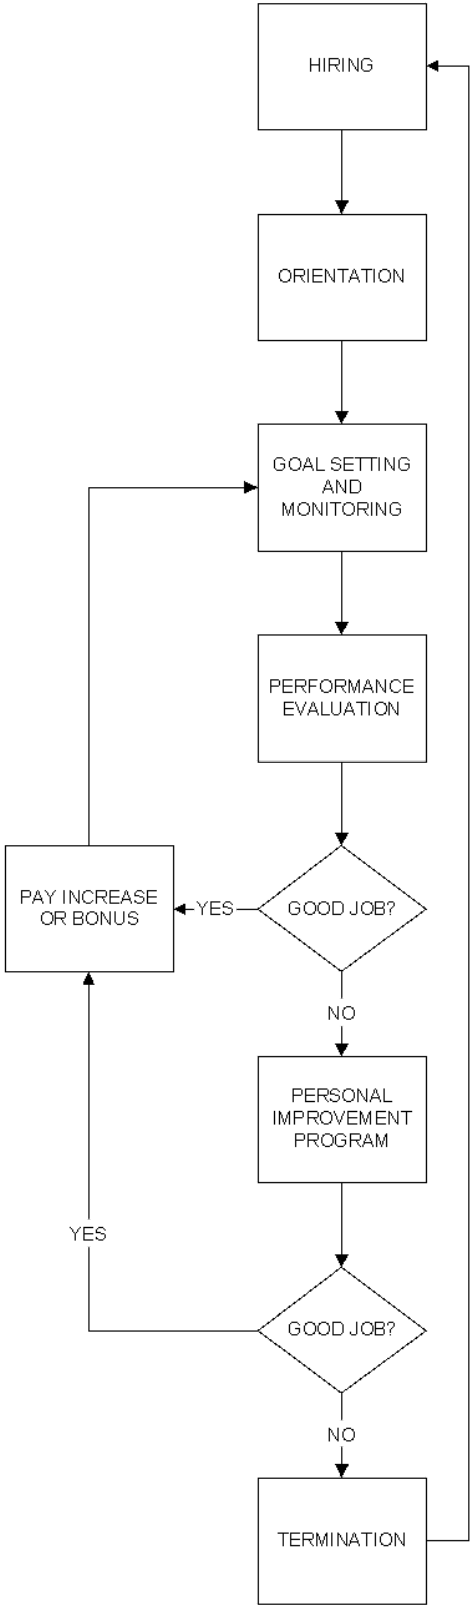 HIRING
ORIENTATION
GOAL SETTING
AND
MONITORING
PERFORMANCE
EVALUATION
PAY INCREASE
OR BONUS
YES
GOOD JOB?
NO
PERSONAL
IMPROVEMENT
PROGRAM
YES
GOOD JOB?
NO
TERMINATION